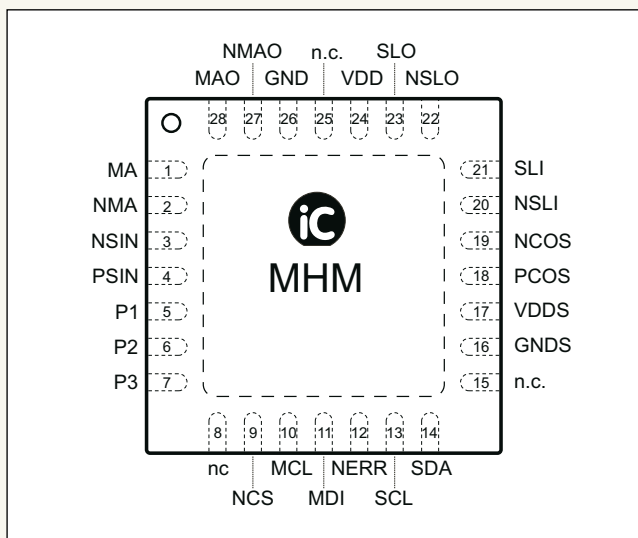 NMAO n.c. SLO
MAO GND VDD NSLO
28 27 26 25 24 23 22
MA 1 21 SLI
NMA 2 20 NSLI
NSIN 3 19 NCOS
iC
PSIN 4 18 PCOS
MHM
P1 5 17 VDDS
P2 6 16 GNDS
P3 7 15 n.c.
8 9 10 11 12 13 14
nc MCL NERR SDA
NCS MDI SCL